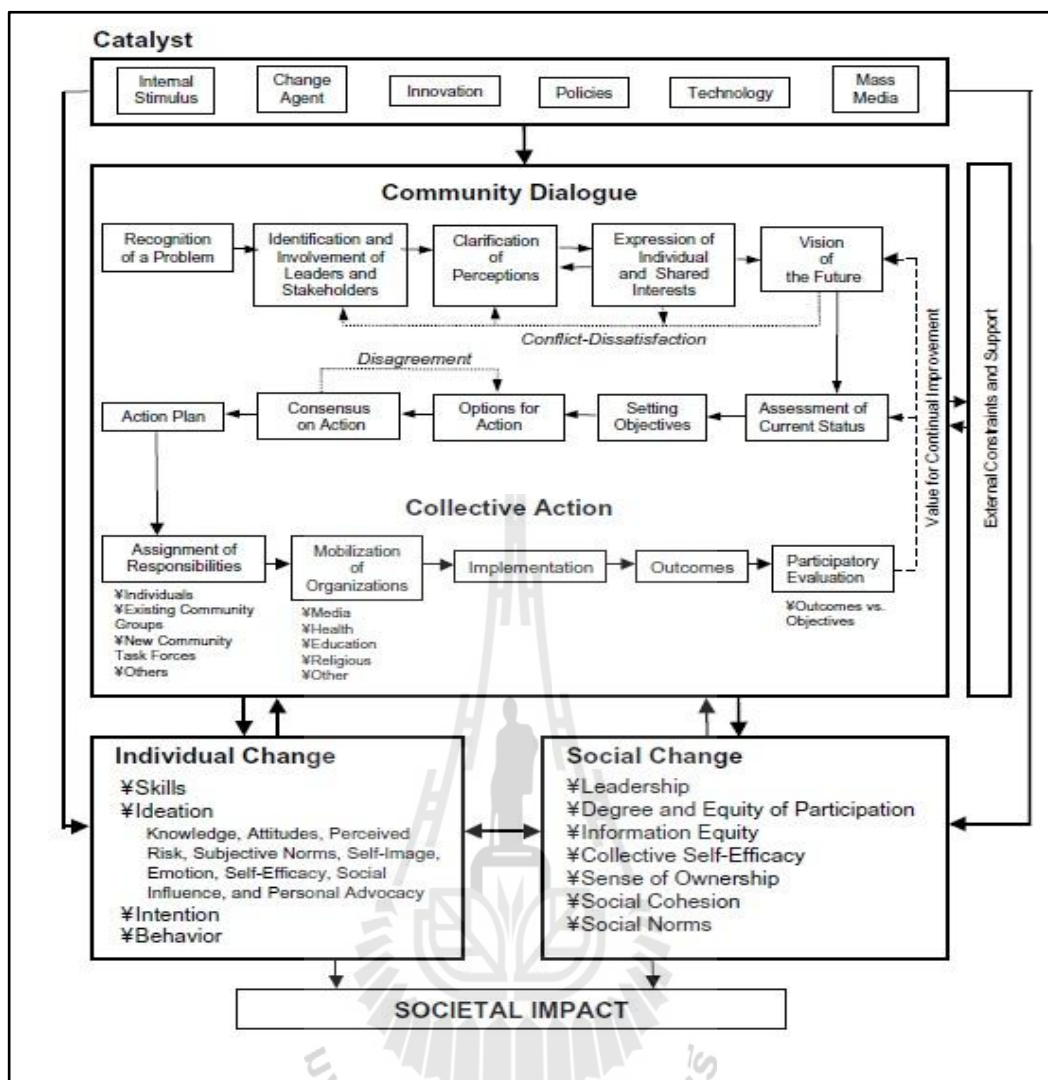 Catalyst
Internal
Stimulus
Change
Agent
Innovation
Policies
Technology
Mass
Media
Community Dialogue
Recognition
of a Problem
Identification and
Involvement of
Leaders and
Stakeholders
Clarification
of
Perceptions
Expression of
Individual
and Shared
Interests
Vision
of
the Future
Conflict-Dissatisfaction
Disagreement
Action Plan
Consensus
on Action
Options for
Action
Setting
Objectives
Assessment of
Current Status
Value for Continual Improvement
External Constraints and Support
Collective Action
Assignment of
Responsibilities
¥Individuals
¥Existing Community
Groups
¥New Community
Task Forces
¥Others
Mobilization
of
Organizations
¥Media
¥Health
¥Education
¥Religious
¥Other
Implementation
Outcomes
Participatory
Evaluation
¥Outcomes vs.
Objectives
Individual Change
¥Skills
¥Ideation
Knowledge, Attitudes, Perceived
Risk, Subjective Norms, Self-Image,
Emotion, Self-Efficacy, Social
Influence, and Personal Advocacy
¥Intention
¥Behavior
Social Change
¥Leadership
¥Degree and Equity of Participation
¥Information Equity
¥Collective Self-Efficacy
¥Sense of Ownership
¥Social Cohesion
¥Social Norms
SOCIETAL IMPACT